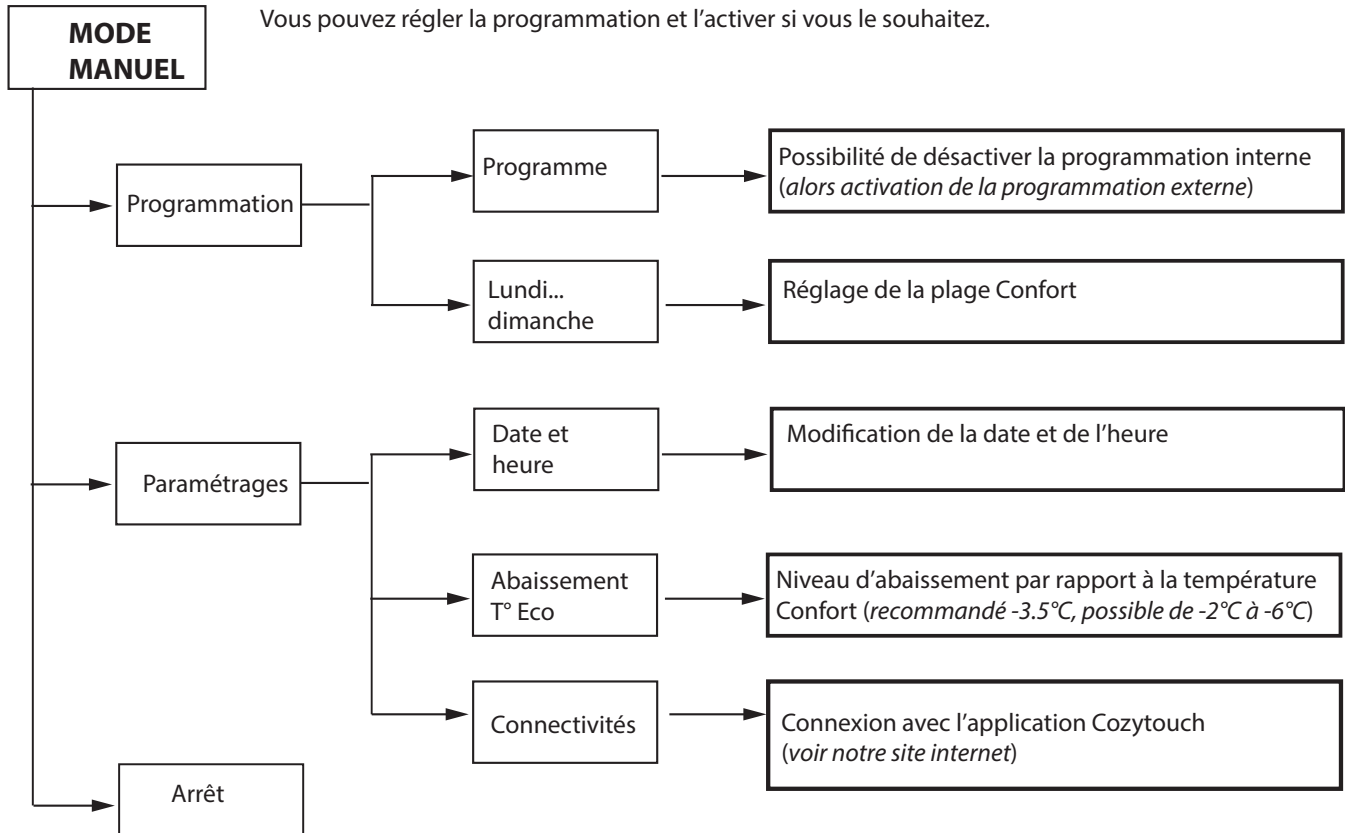 MODE
MANUEL
Vous pouvez régler la programmation et l'activer si vous le souhaitez.
Programmation
Programme
Possibilité de désactiver la programmation interne
(alors activation de la programmation externe)
Lundi...
dimanche
Réglage de la plage Confort
Paramétrages
Date et
heure
Modification de la date et de l'heure
Abaissement
T° Eco
Niveau d'abaissement par rapport à la température
Confort (recommandé -3.5°C, possible de -2°C à -6°C)
Connectivités
Connexion avec l'application Cozytouch
(voir notre site internet)
Arrêt